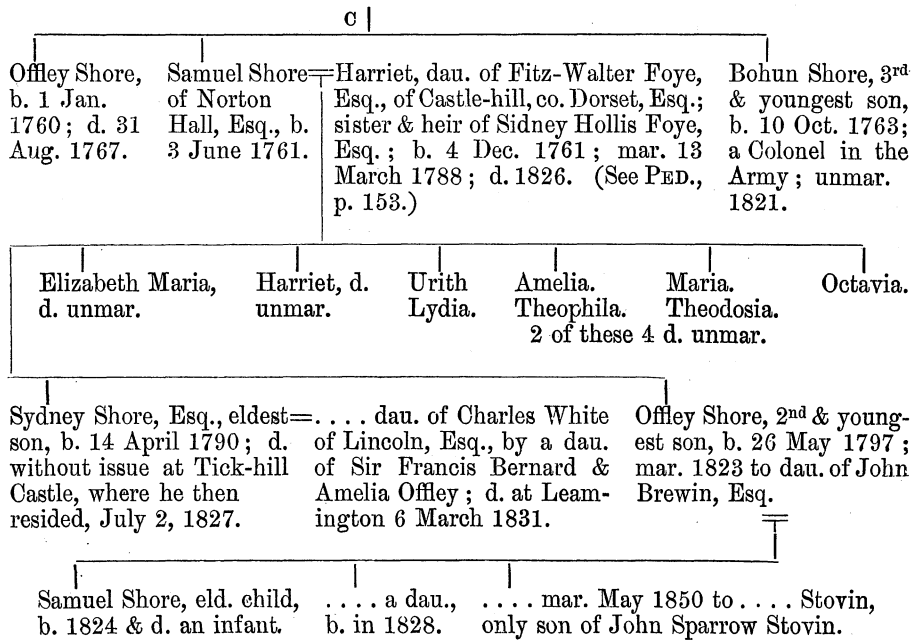 C
Offley Shore,
b. 1 Jan.
1760; d. 31
Aug. 1767.
Samuel Shore
of Norton
Hall, Esq., b.
3 June 1761.
=Harriet, dau. of Fitz-Walter Foye,
Esq., of Castle-hill, co. Dorset, Esq.;
sister & heir of Sidney Hollis Foye,
Esq.; b. 4 Dec. 1761; mar. 13
March 1788; d. 1826. (See PED.,
p. 153.)
Bohun Shore, 3rd
& youngest son,
b. 10 Oct. 1763;
a Colonel in the
Army; unmar.
1821.
Elizabeth Maria,
d. unmar.
Harriet, d.
unmar.
Urith
Lydia.
Amelia.
Theophila.
Maria.
Theodosia.
2 of these 4 d. unmar.
Octavia.
Sydney Shore, Esq., eldest
son, b. 14 April 1790; d.
without issue at Tick-hill
Castle, where he then
resided, July 2, 1827.
=. . . . dau. of Charles White
of Lincoln, Esq., by a dau.
of Sir Francis Bernard &
Amelia Offley; d. at Leam-
ington 6 March 1831.
Offley Shore, 2nd & young-
est son, b. 26 May 1797;
mar. 1823 to dau. of John
Brewin, Esq.
Samuel Shore, eld. child,
b. 1824 & d. an infant.
. . . . a dau.,
b. in 1828.
. . . . mar. May 1850 to . . . . Stovin,
only son of John Sparrow Stovin.